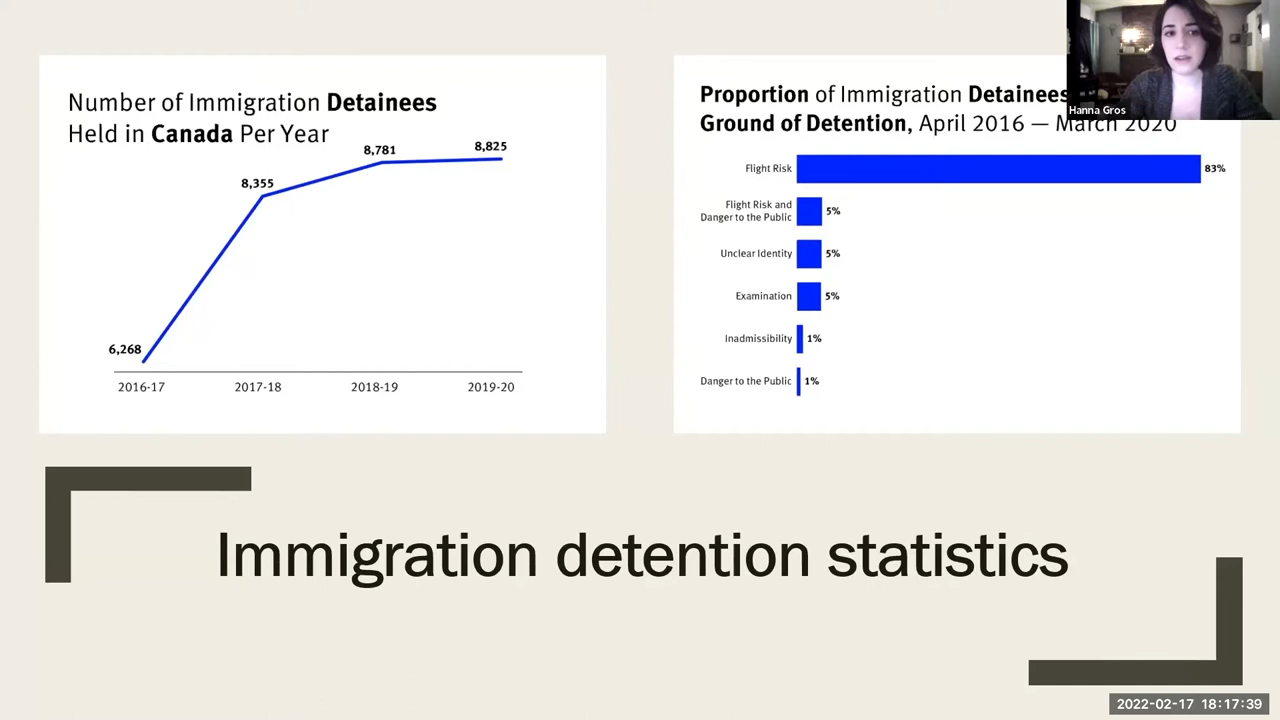 Number of Immigration Detainees
Held in Canada Per Year
6,268
8,355
8,781
8,825
2016-17
2017-18
2018-19
2019-20
Proportion of Immigration Detainees
Ground of Detention, April 2016 — March 2020
Flight Risk
83%
Flight Risk and
Danger to the Public
5%
Unclear Identity
5%
Examination
5%
Inadmissibility
1%
Danger to the Public
1%
Hanna Gros
Immigration detention statistics
2022-02-17 18:17:39